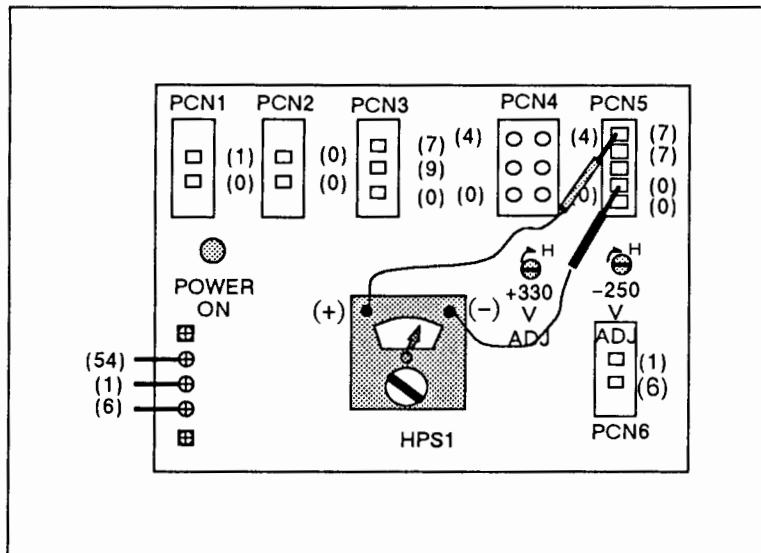 PCN1 PCN2 PCN3 PCN4 PCN5
(7) (4) (4) (7)
(1) (0) (9) (7)
(0) (0) (0) (0) 0) (0)
(0)
POWER
ON
H H
+330 -250
V V
ADJ ADJ
(+) (-)
(54)
(1)
(6)
(1)
(6)
HPS1
PCN6